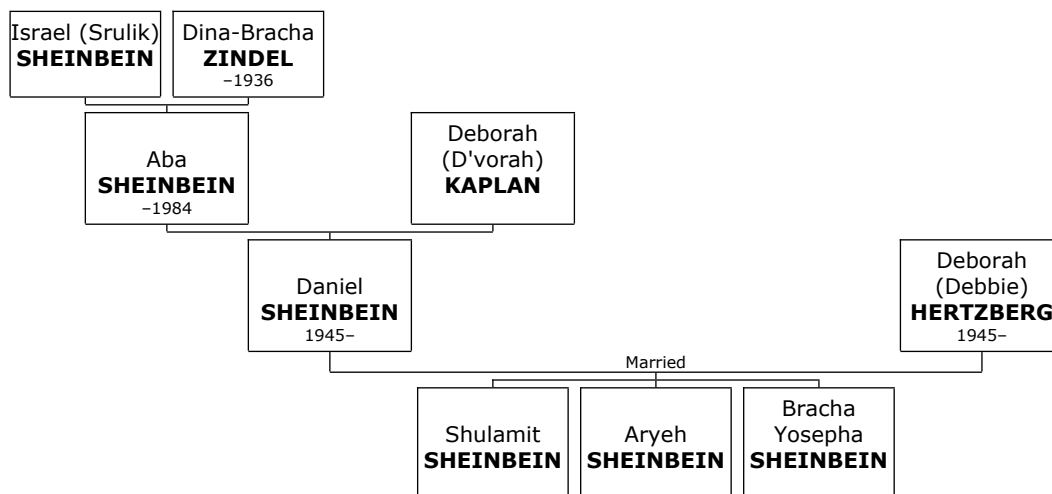 Israel (Srulik)
SHEINBEIN
Dina-Bracha
ZINDEL
–1936
Aba
SHEINBEIN
–1984
Deborah
(D'vorah)
KAPLAN
Daniel
SHEINBEIN
1945–
Deborah
(Debbie)
HERTZBERG
1945–
Married
Shulamit
SHEINBEIN
Aryeh
SHEINBEIN
Bracha
Yosepha
SHEINBEIN